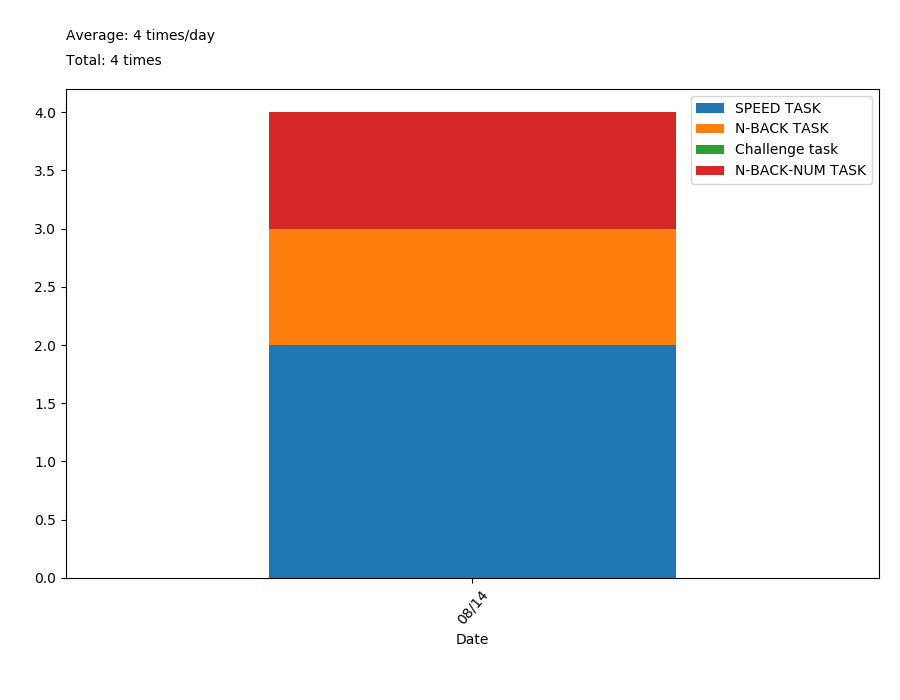 Average: 4 times/day
Total: 4 times
4.0
3.5
3.0
2.5
2.0
1.5
1.0
0.5
0.0
SPEED TASK
N-BACK TASK
Challenge task
N-BACK-NUM TASK
08/14
Date